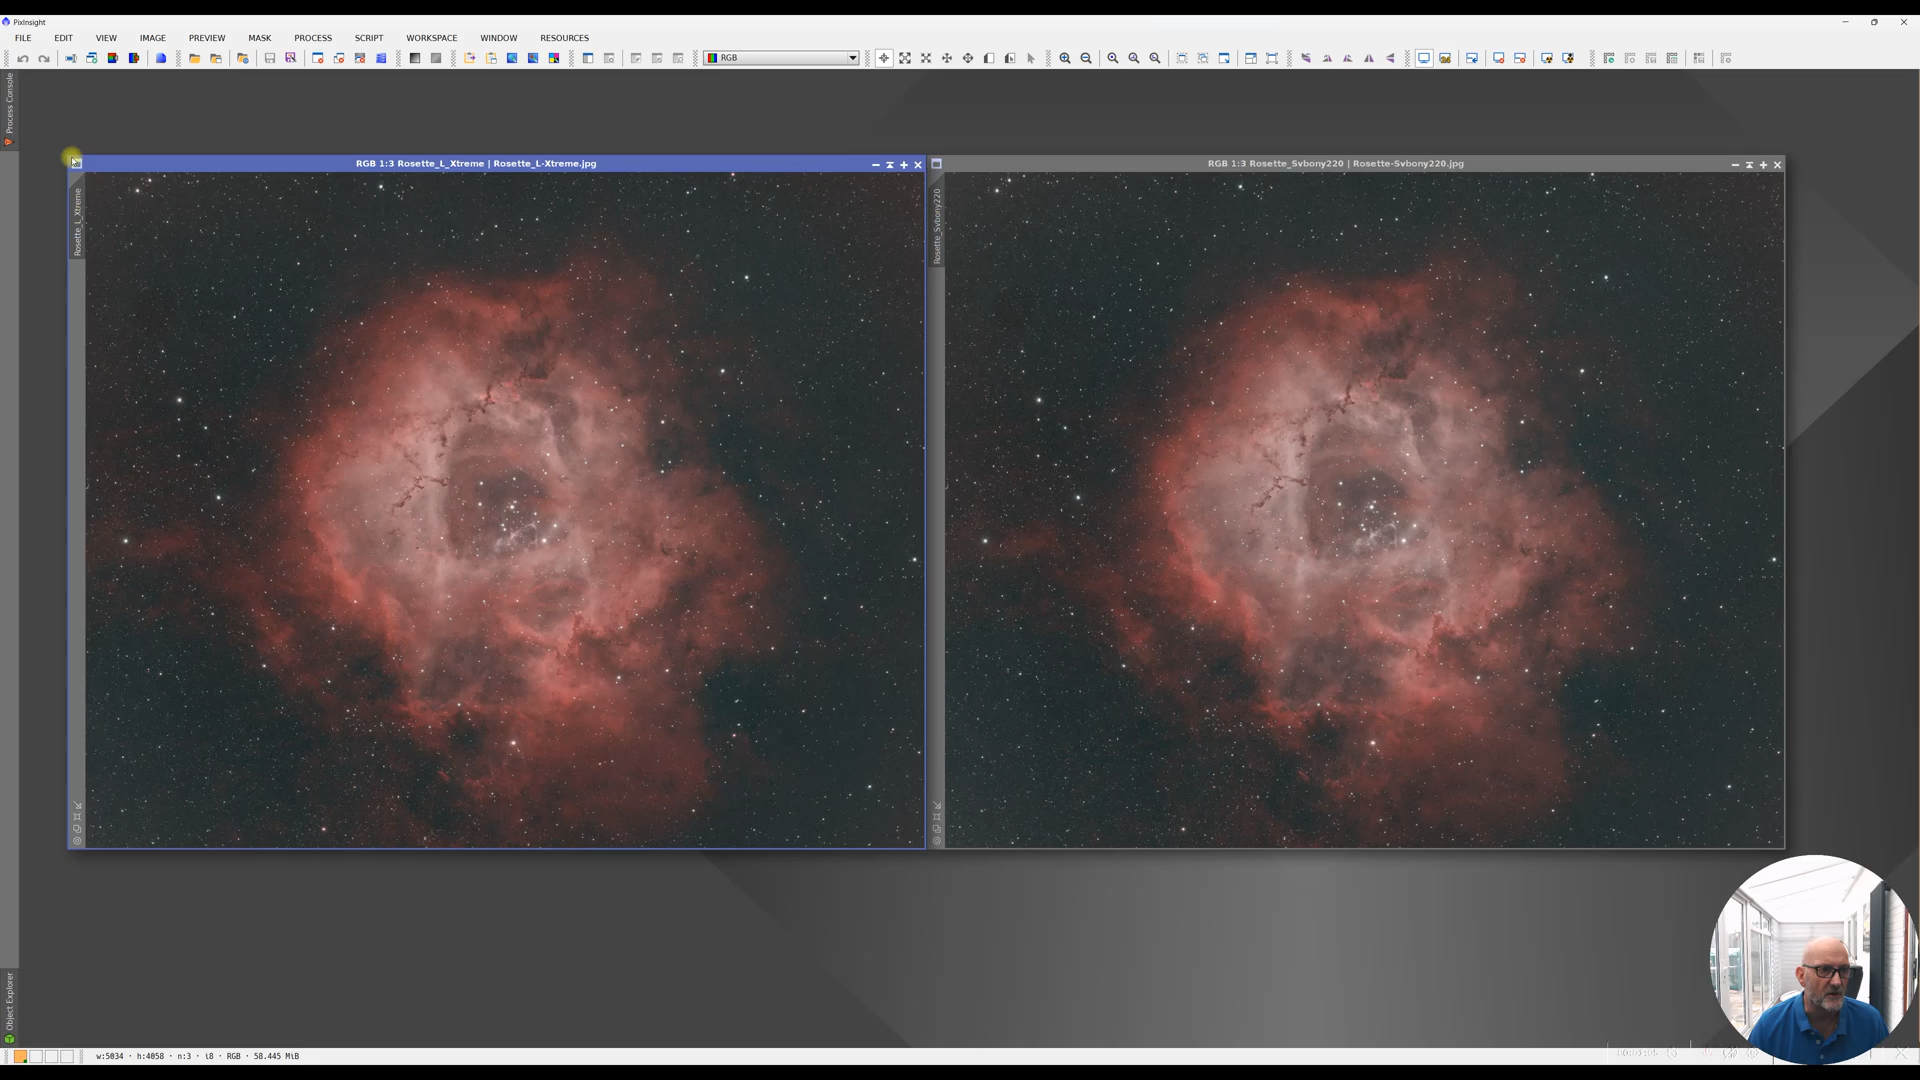 PixInsight
FILE EDIT VIEW IMAGE PREVIEW MASK PROCESS SCRIPT WORKSPACE WINDOW RESOURCES
RGB
Process Console
RGB 1:3 Rosette_L_Xtreme | Rosette_L-Xtreme.jpg
RGB 1:3 Rosette_Svbony220 | Rosette-Svbony220.jpg
Rosette_L_Xtreme
Rosette_Svbony220
Object Explorer
w:5034 · h:4058 · n:3 · i8 · RGB · 58.445 MiB